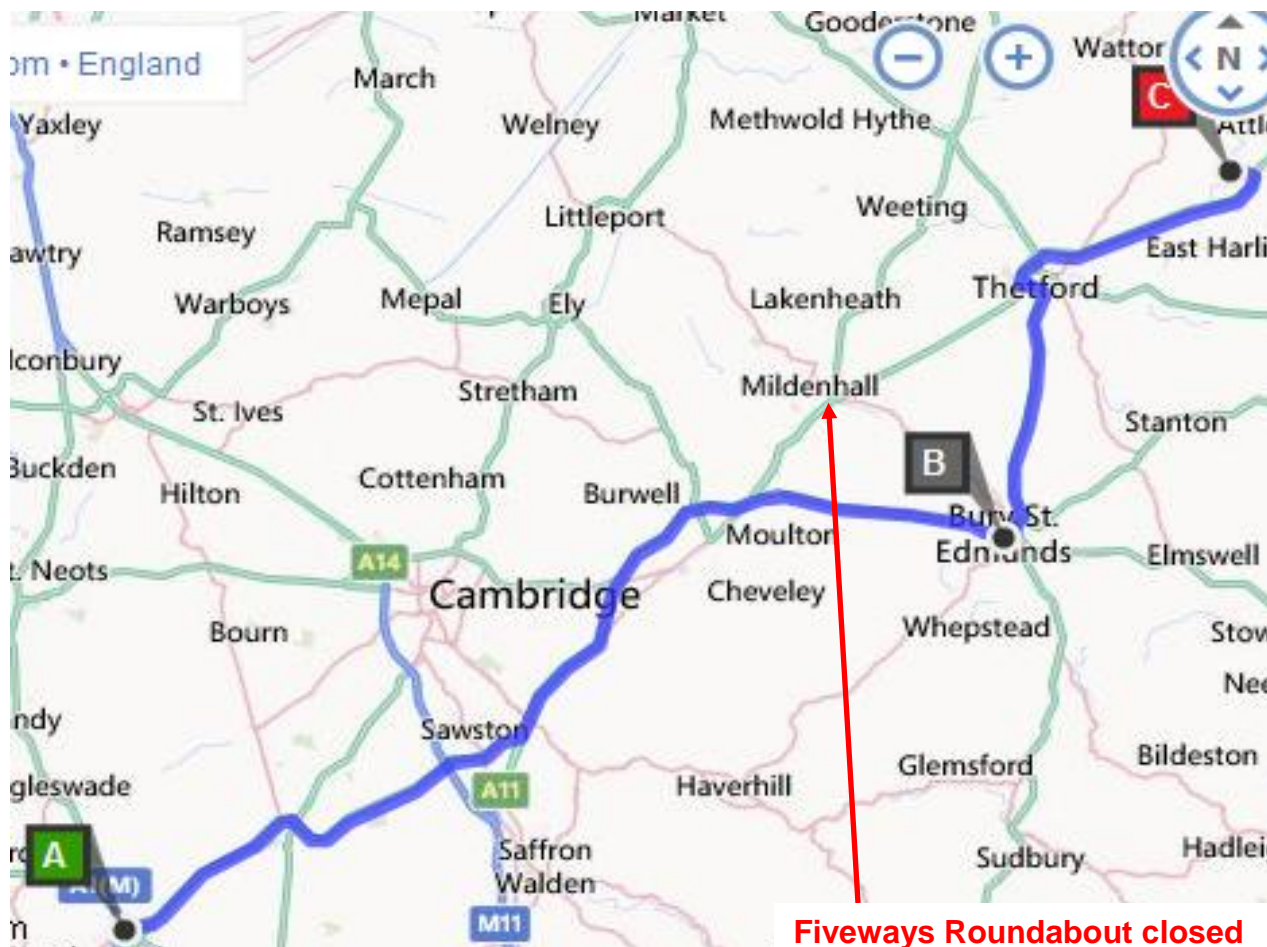 Market
Gooderstone
om • England
March
Wattor
N
C
Yaxley
Welney
Methwold Hythe
Attle
Littleport
Weeting
Ramsey
awtry
East Harli
Warboys
Mepal
Ely
Lakenheath
Thetford
lconbury
Mildenhall
St. Ives
Stretham
Stanton
Buckden
Hilton
Cottenham
Burwell
B
Bury St.
Edmunds
Moulton
A14
Elmswell
t. Neots
Cambridge
Cheveley
Bourn
Whepstead
Stow
Nee
ndy
Sawston
Bildeston
gleswade
A11
Haverhill
Glemsford
A
A1(M)
Saffron
Walden
Sudbury
Hadlei
M11
m
Fiveways Roundabout closed